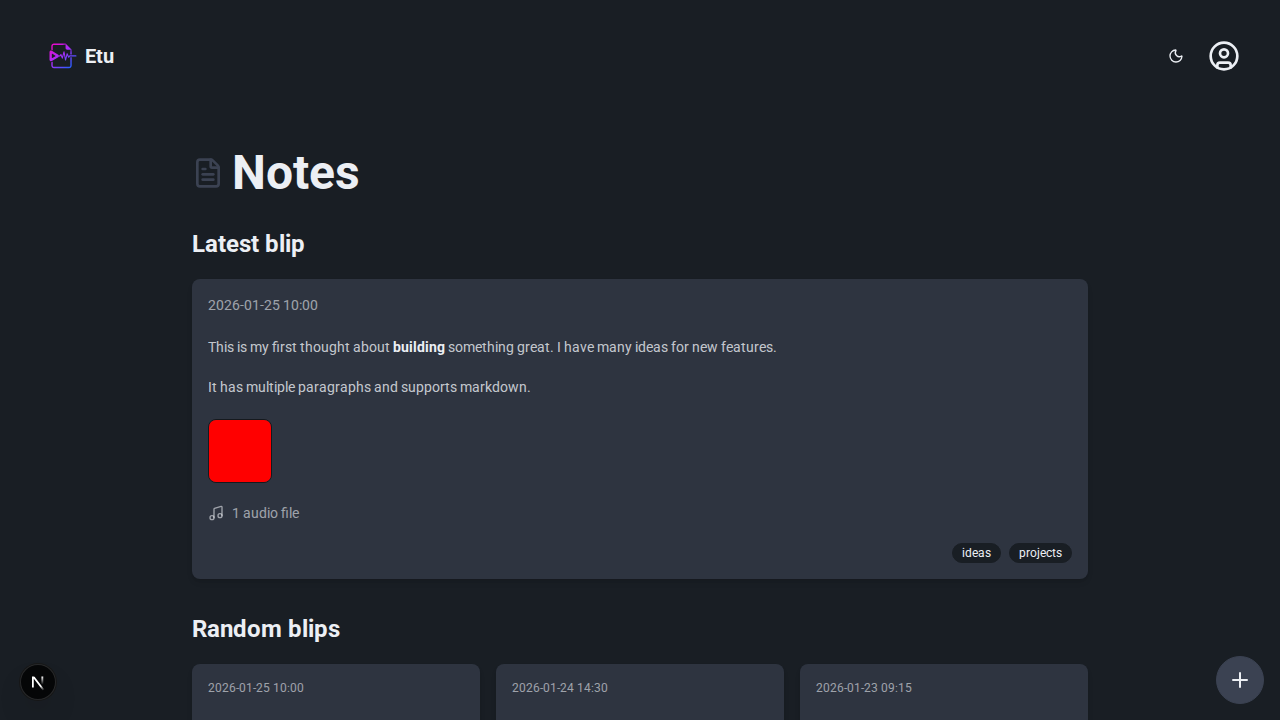 Etu
Notes
Latest blip
2026-01-25 10:00
This is my first thought about building something great. I have many ideas for new features.
It has multiple paragraphs and supports markdown.
1 audio file
ideas projects
Random blips
2026-01-25 10:00 2026-01-24 14:30 2026-01-23 09:15
N